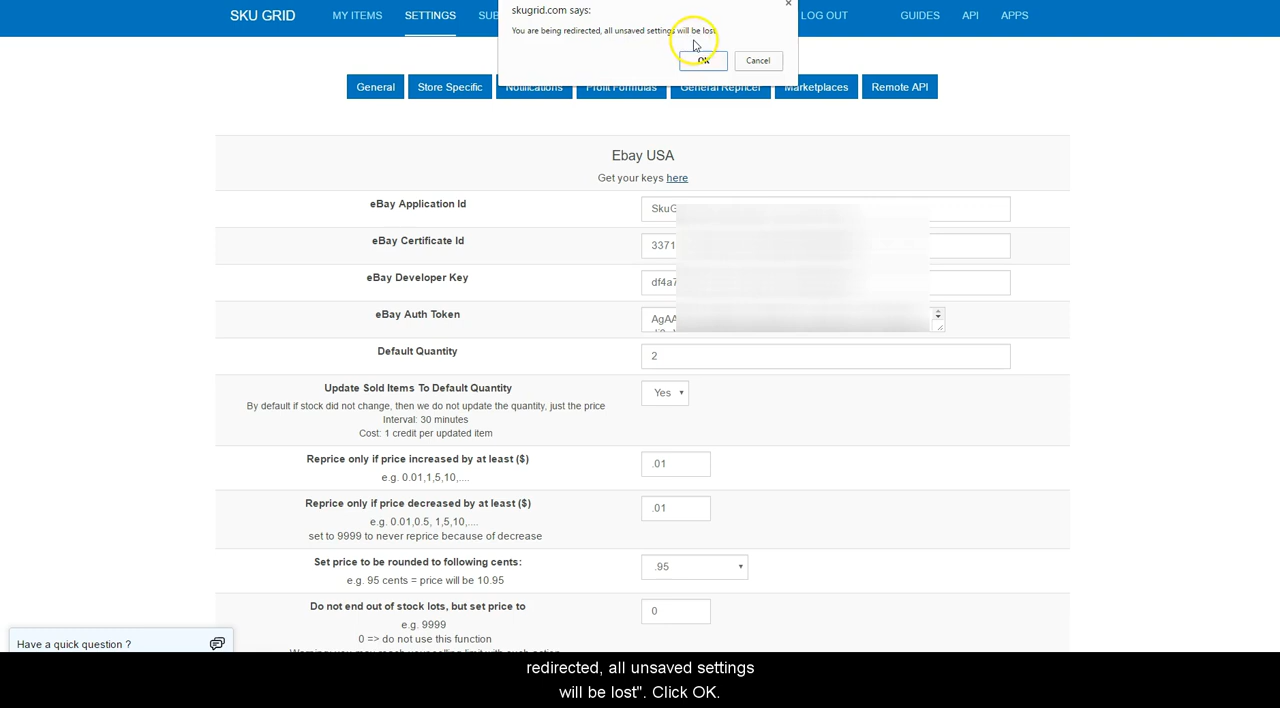 SKU GRID
MY ITEMS
SETTINGS
SUB
LOG OUT
GUIDES
API
APPS
skugrid.com says:
You are being redirected, all unsaved settings will be lost.
OK
Cancel
General
Store Specific
Notifications
Profit Formulas
General Repricer
Marketplaces
Remote API
Ebay USA
Get your keys here
eBay Application Id
SkuG
eBay Certificate Id
3371
eBay Developer Key
df4a7
eBay Auth Token
AgAA
Default Quantity
2
Update Sold Items To Default Quantity
Yes
By default if stock did not change, then we do not update the quantity, just the price
Interval: 30 minutes
Cost: 1 credit per updated item
Reprice only if price increased by at least ($)
.01
e.g. 0.01,1,5,10,....
Reprice only if price decreased by at least ($)
.01
e.g. 0.01,0.5, 1,5,10,....
set to 9999 to never reprice because of decrease
Set price to be rounded to following cents:
.95
e.g. 95 cents = price will be 10.95
Do not end out of stock lots, but set price to
0
e.g. 9999
0 => do not use this function
Have a quick question ?
redirected, all unsaved settings
will be lost". Click OK.